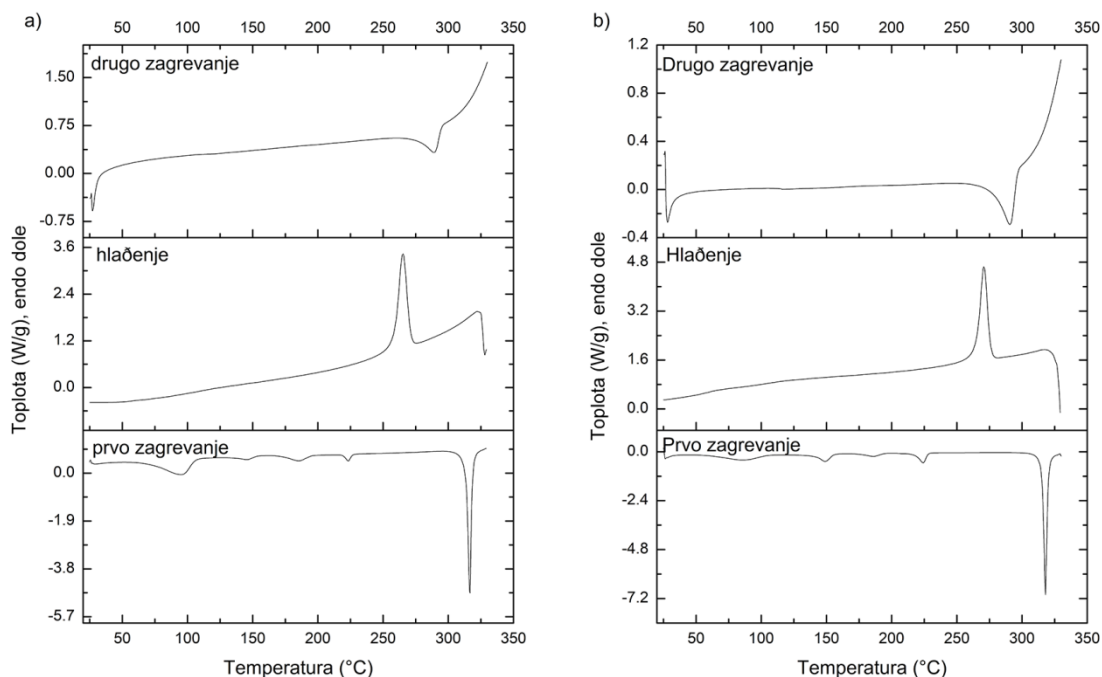 a)
50 100 150 200 250 300 350
drugo zagrevanje
1.50
0.75
0.00
-0.75
hlaðenje
3.6
2.4
1.2
0.0
prvo zagrevanje
0.0
-1.9
-3.8
-5.7
50 100 150 200 250 300 350
Temperatura (°C)
Toplota (W/g), endo dole
b)
50 100 150 200 250 300 350
Drugo zagrevanje
1.2
0.8
0.4
0.0
-0.4
Hlaðenje
4.8
3.2
1.6
0.0
Prvo zagrevanje
0.0
-2.4
-4.8
-7.2
50 100 150 200 250 300 350
Temperatura (°C)
Toplota (W/g), endo dole